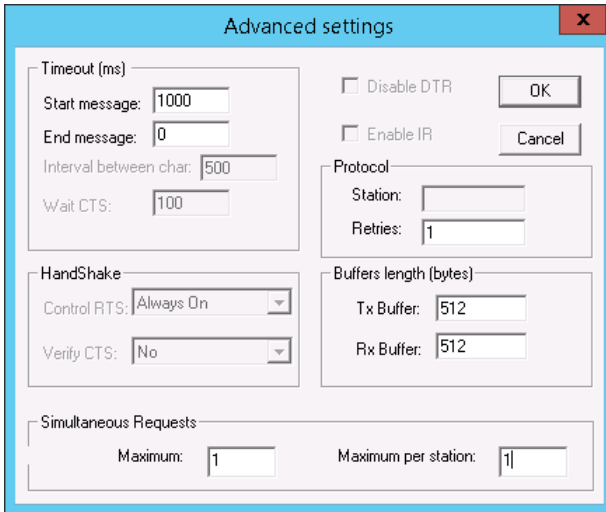 Advanced settings
x
Timeout (ms)
Start message: 1000
End message: 0
Interval between char: 500
Wait CTS: 100
Disable DTR
OK
Enable IR
Cancel
Protocol
Station:
Retries: 1
HandShake
Control RTS: Always On
Verify CTS: No
Buffers length (bytes)
Tx Buffer: 512
Rx Buffer: 512
Simultaneous Requests
Maximum: 1 Maximum per station: 1